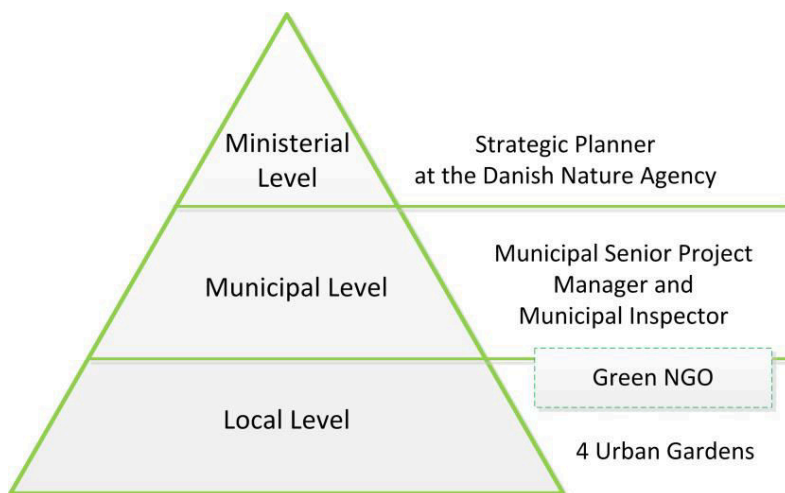 Ministerial
Level
Strategic Planner
at the Danish Nature Agency
Municipal Level
Municipal Senior Project
Manager and
Municipal Inspector
Green NGO
Local Level
4 Urban Gardens